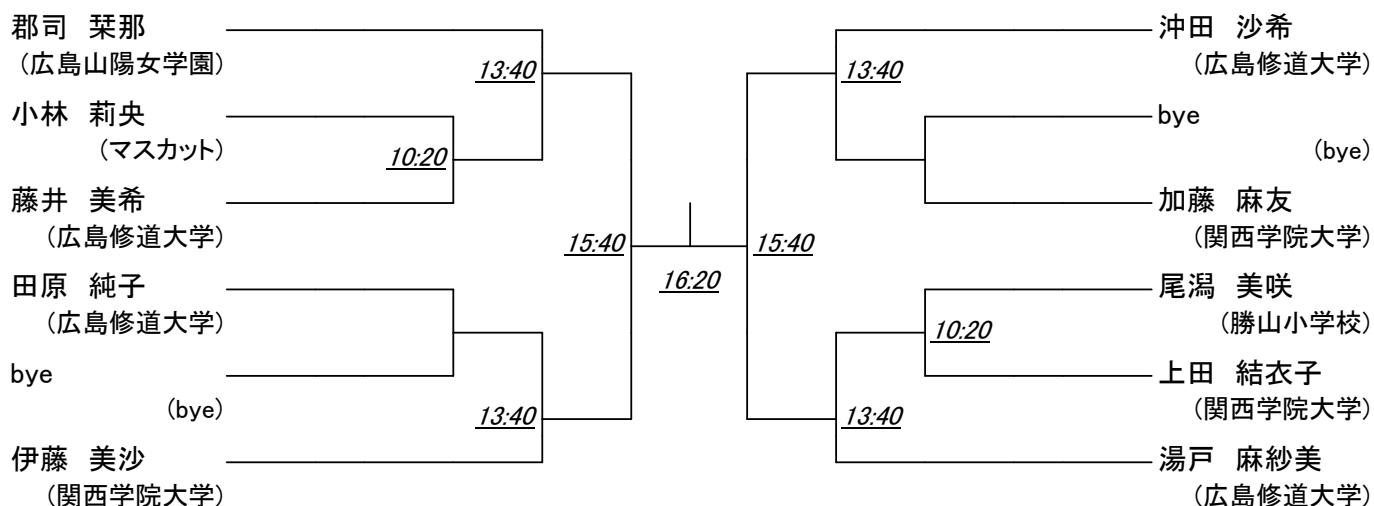 郡司 栞那
(広島山陽女学園)
小林 莉央
(マスカット)
藤井 美希
(広島修道大学)
田原 純子
(広島修道大学)
bye
(bye)
伊藤 美沙
(関西学院大学)
13:40
10:20
15:40
13:40
16:20
13:40
15:40
10:20
13:40
沖田 沙希
(広島修道大学)
bye
(bye)
加藤 麻友
(関西学院大学)
尾潟 美咲
(勝山小学校)
上田 結衣子
(関西学院大学)
湯戸 麻紗美
(広島修道大学)